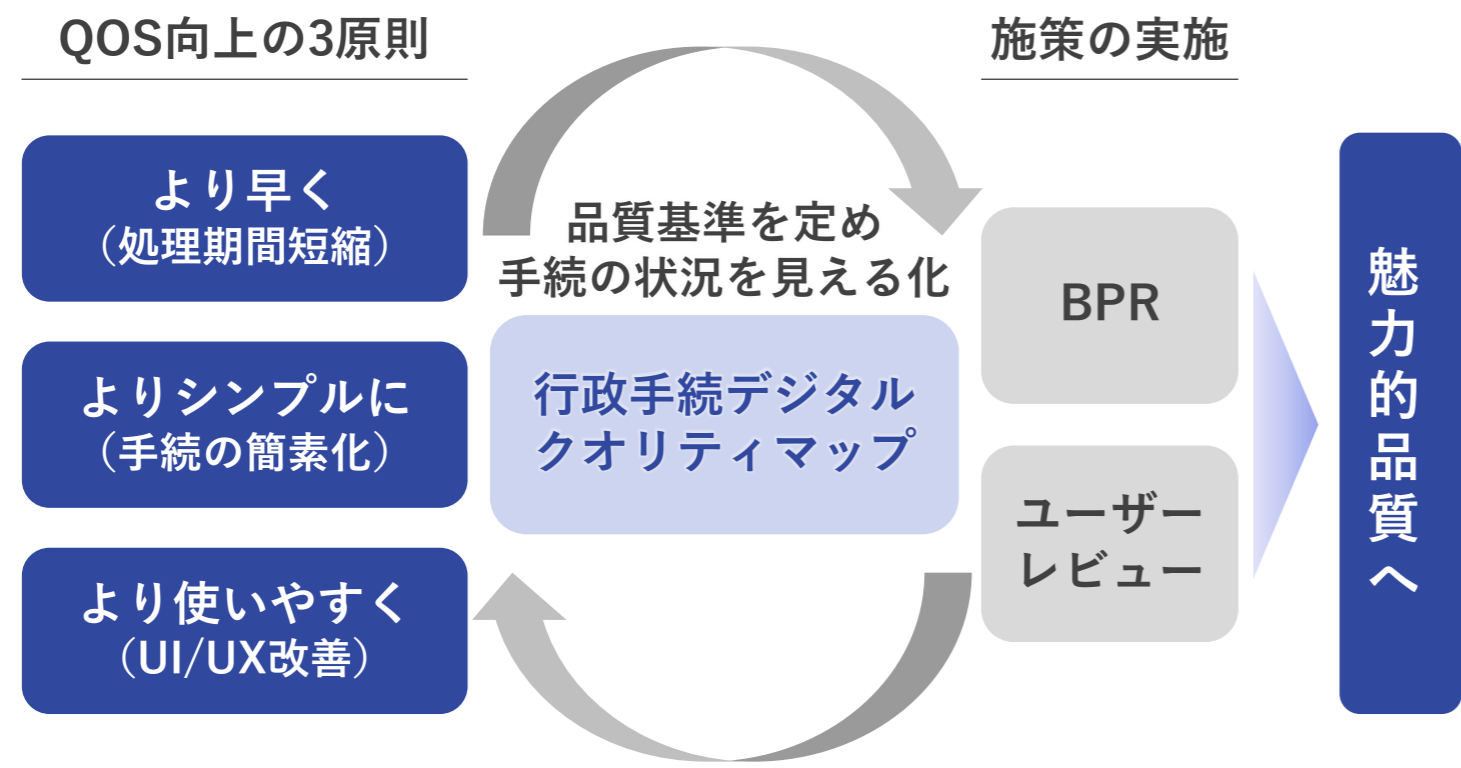 QOS向上の3原則
より早く
（処理期間短縮）
よりシンプルに
（手続の簡素化）
より使いやすく
（UI/UX改善）
品質基準を定め
手続の状況を見える化
行政手続デジタル
クオリティマップ
施策の実施
BPR
ユーザー
レビュー
魅力的品質へ